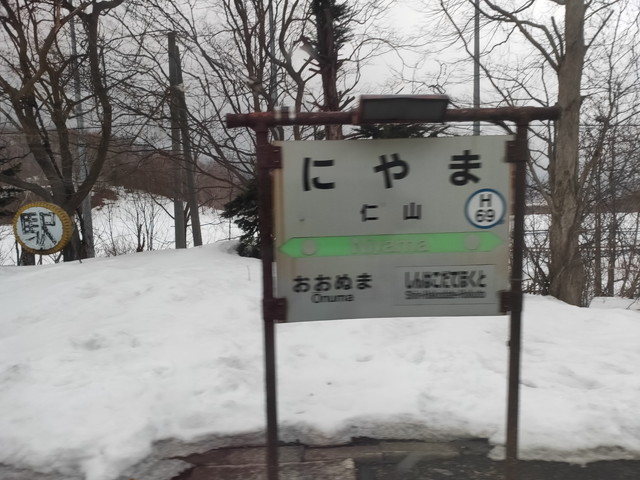 駅
にやま
仁山
H
69
Niyama
おおぬま
Onuma
しんはこだてほくと
Shin-Hakodate-Hokuto